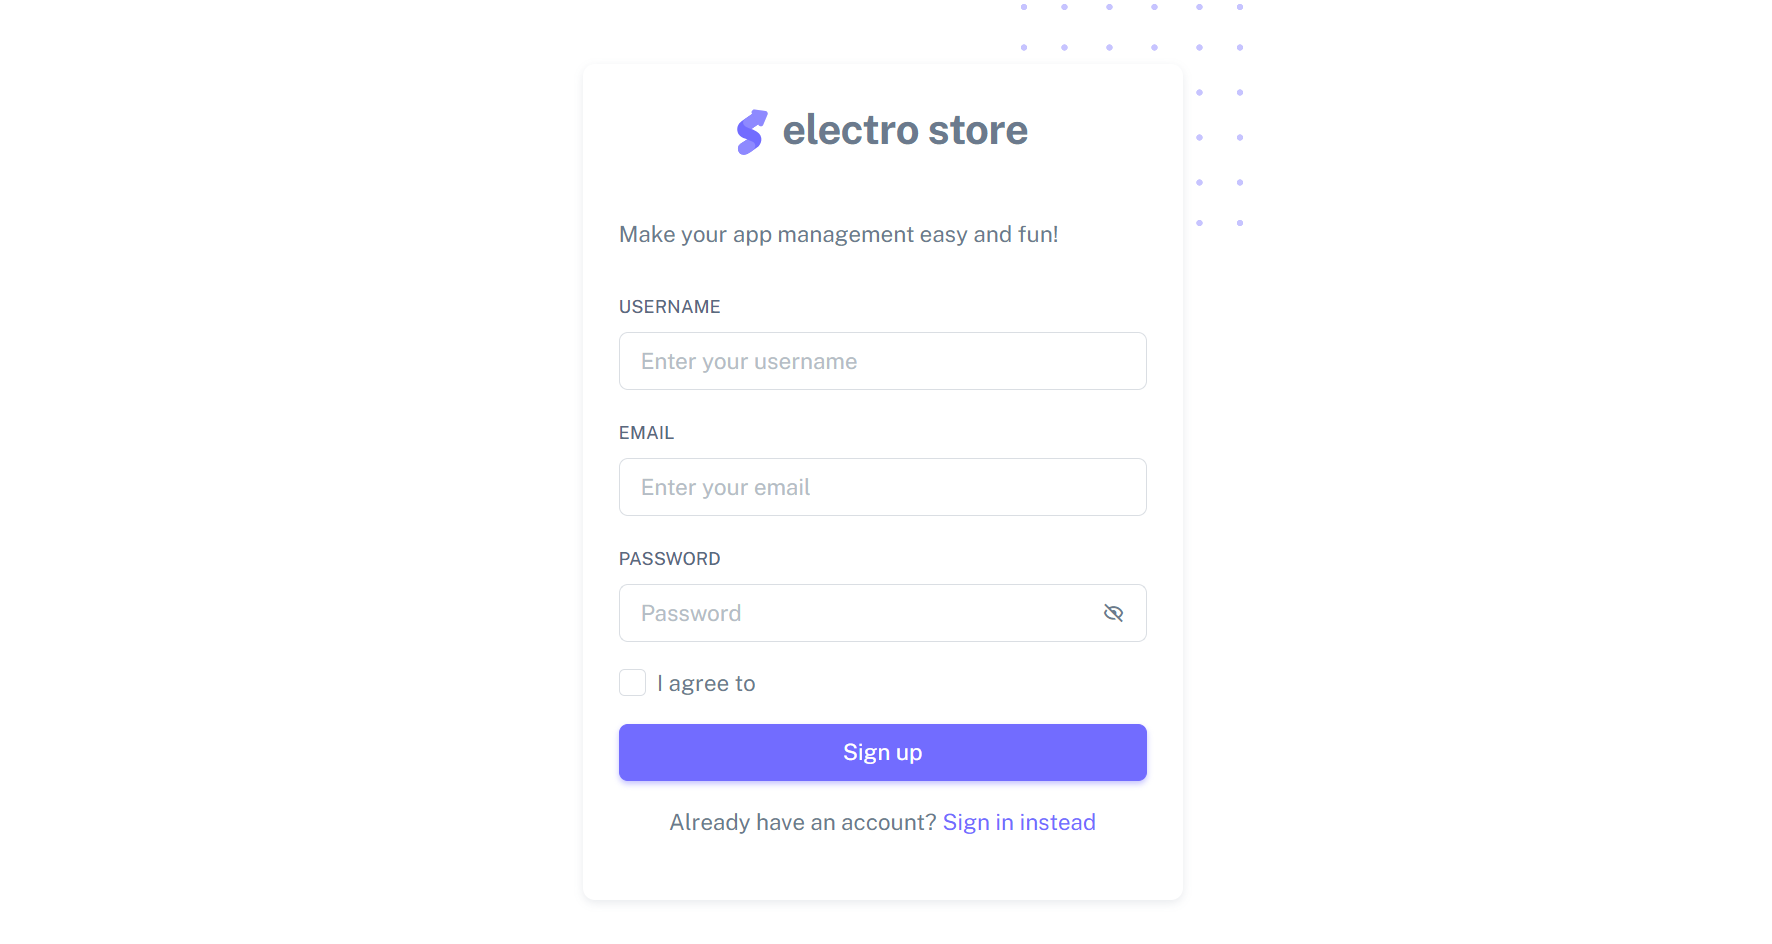 electro store
Make your app management easy and fun!
USERNAME
Enter your username
EMAIL
Enter your email
PASSWORD
Password
I agree to
Sign up
Already have an account? Sign in instead